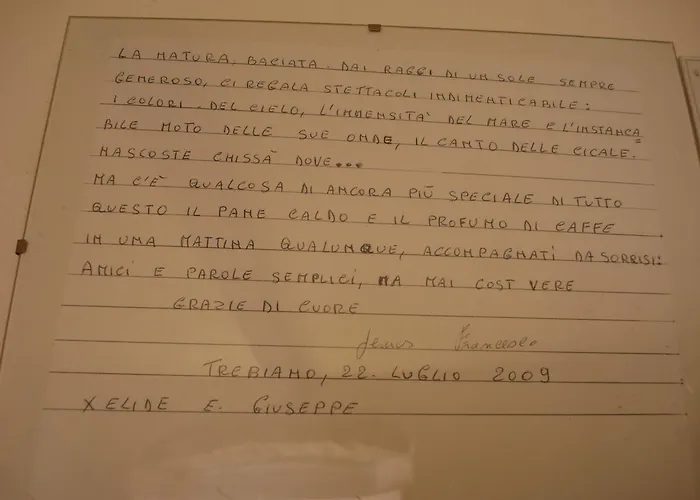 LA NATURA, BACIATA DAI RAGGI DI UN SOLE SEMPRE
GENEROSO, CI REGALA STETTACOLI INDIMENTICABILE:
I COLORI DEL CIELO, L'IMMENSITA' DEL MARE E L'INSTANCA=
BILE MOTO DELLE SUE ONDE, IL CANTO DELLE CICALE.
NASCOSTE CHISSÀ DOVE...
MA C'È QUALCOSA DI ANCORA PIÙ SPECIALE DI TUTTO
QUESTO IL PANE CALDO E IL PROFUMO DI CAFFE
IN UNA MATTINA QUALUNQUE, ACCOMPAGNATI DA SORRISI:
AMICI E PAROLE SEMPLICI, MA MAI COSI VERE
GRAZIE DI CUORE
Francesco
TREBIANO, 22. LUGLIO 2009
X ELIDE E. GIUSEPPE